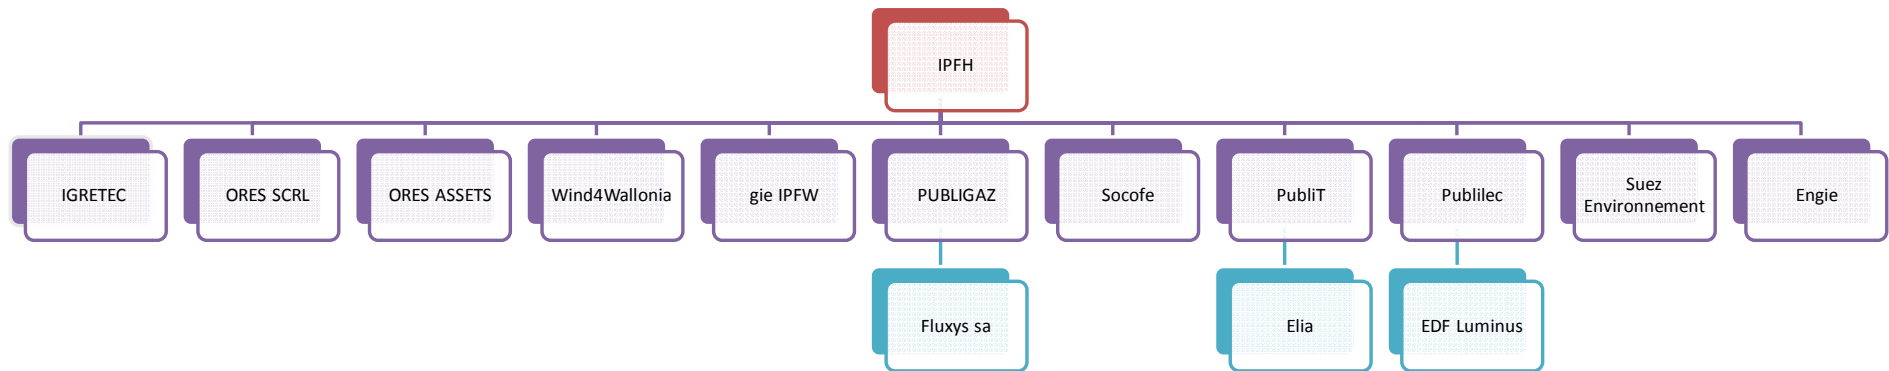 IPFH
IGRETEC
ORES SCRL
ORES ASSETS
Wind4Wallonia
gie IPFW
PUBLIGAZ
Socofe
PubliT
Publilec
Suez
Environnement
Engie
Fluxys sa
Elia
EDF Luminus